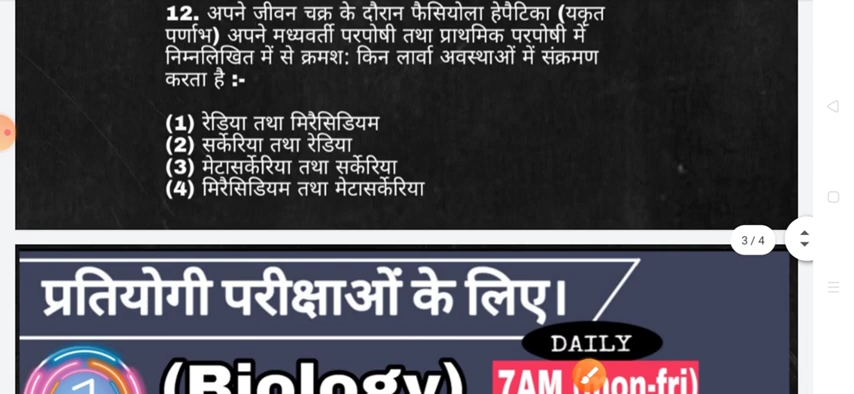 12. अपने जीवन चक्र के दौरान फैसियोला हेपैटिका (यकृत
पर्णाभ) अपने मध्यवर्ती परपोषी तथा प्राथमिक परपोषी में
निम्नलिखित में से क्रमश: किन लार्वा अवस्थाओं में संक्रमण
करता है :-
(1) रेडिया तथा मिरैसिडियम
(2) सर्केरिया तथा रेडिया
(3) मेटासर्केरिया तथा सर्केरिया
(4) मिरैसिडियम तथा मेटासर्केरिया
3 / 4
प्रतियोगी परीक्षाओं के लिए।
DAILY
(Biology)
7AM (mon-fri)